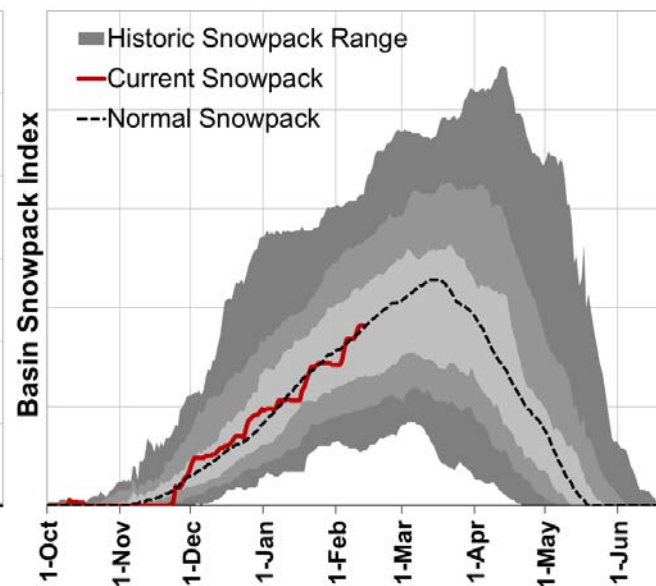 Historic Snowpack Range
Current Snowpack
Normal Snowpack
Basin Snowpack Index
1-Oct
1-Nov
1-Dec
1-Jan
1-Feb
1-Mar
1-Apr
1-May
1-Jun